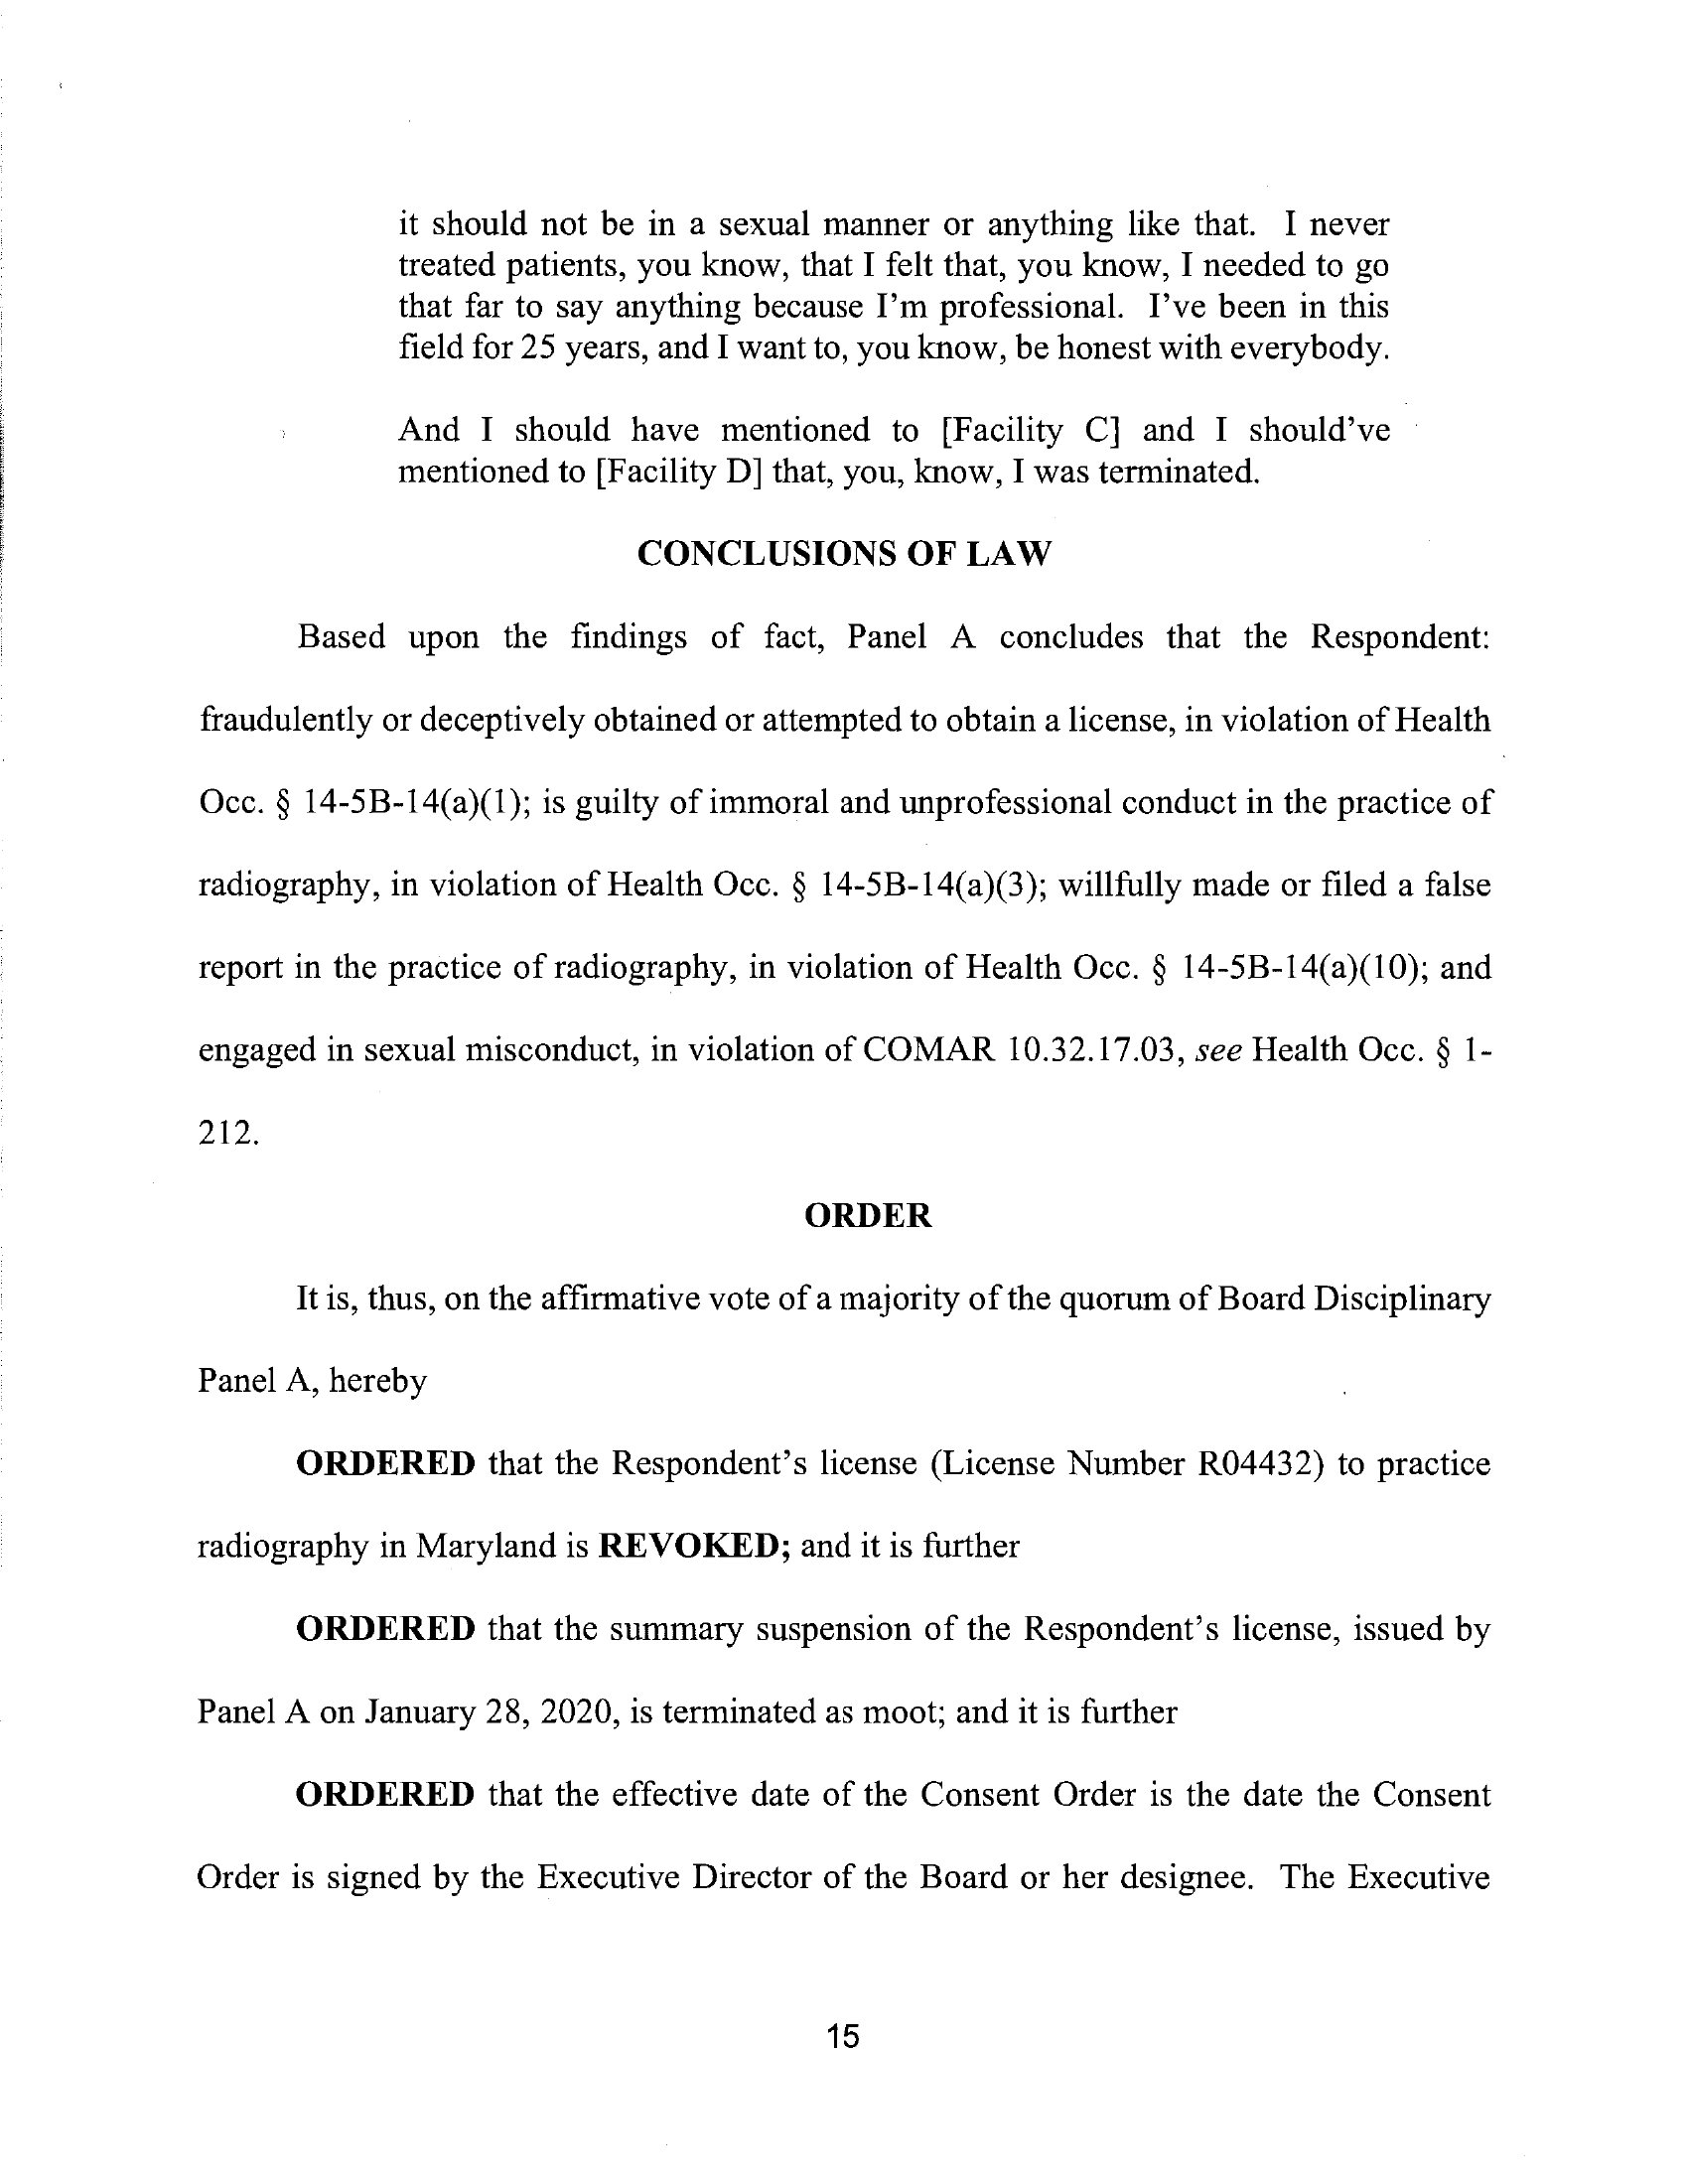 it should not be in a sexual manner or anything like that. I never
treated patients, you know, that I felt that, you know, I needed to go
that far to say anything because I'm professional. I've been in this
field for 25 years, and I want to, you know, be honest with everybody.
And I should have mentioned to [Facility C] and I should've
mentioned to [Facility D] that, you, know, I was terminated.
CONCLUSIONS OF LAW
Based upon the findings of fact, Panel A concludes that the Respondent:
fraudulently or deceptively obtained or attempted to obtain a license, in violation of Health
Occ. § 14-5B-14(a)(1); is guilty of immoral and unprofessional conduct in the practice of
radiography, in violation of Health Occ. § 14-5B-14(a)(3); willfully made or filed a false
report in the practice of radiography, in violation of Health Occ. § 14-5B-14(a)(10); and
engaged in sexual misconduct, in violation of COMAR 10.32.17.03, see Health Occ. § 1-
212.
ORDER
It is, thus, on the affirmative vote of a majority of the quorum of Board Disciplinary
Panel A, hereby
ORDERED that the Respondent's license (License Number R04432) to practice
radiography in Maryland is REVOKED; and it is further
ORDERED that the summary suspension of the Respondent's license, issued by
Panel A on January 28, 2020, is terminated as moot; and it is further
ORDERED that the effective date of the Consent Order is the date the Consent
Order is signed by the Executive Director of the Board or her designee. The Executive
15